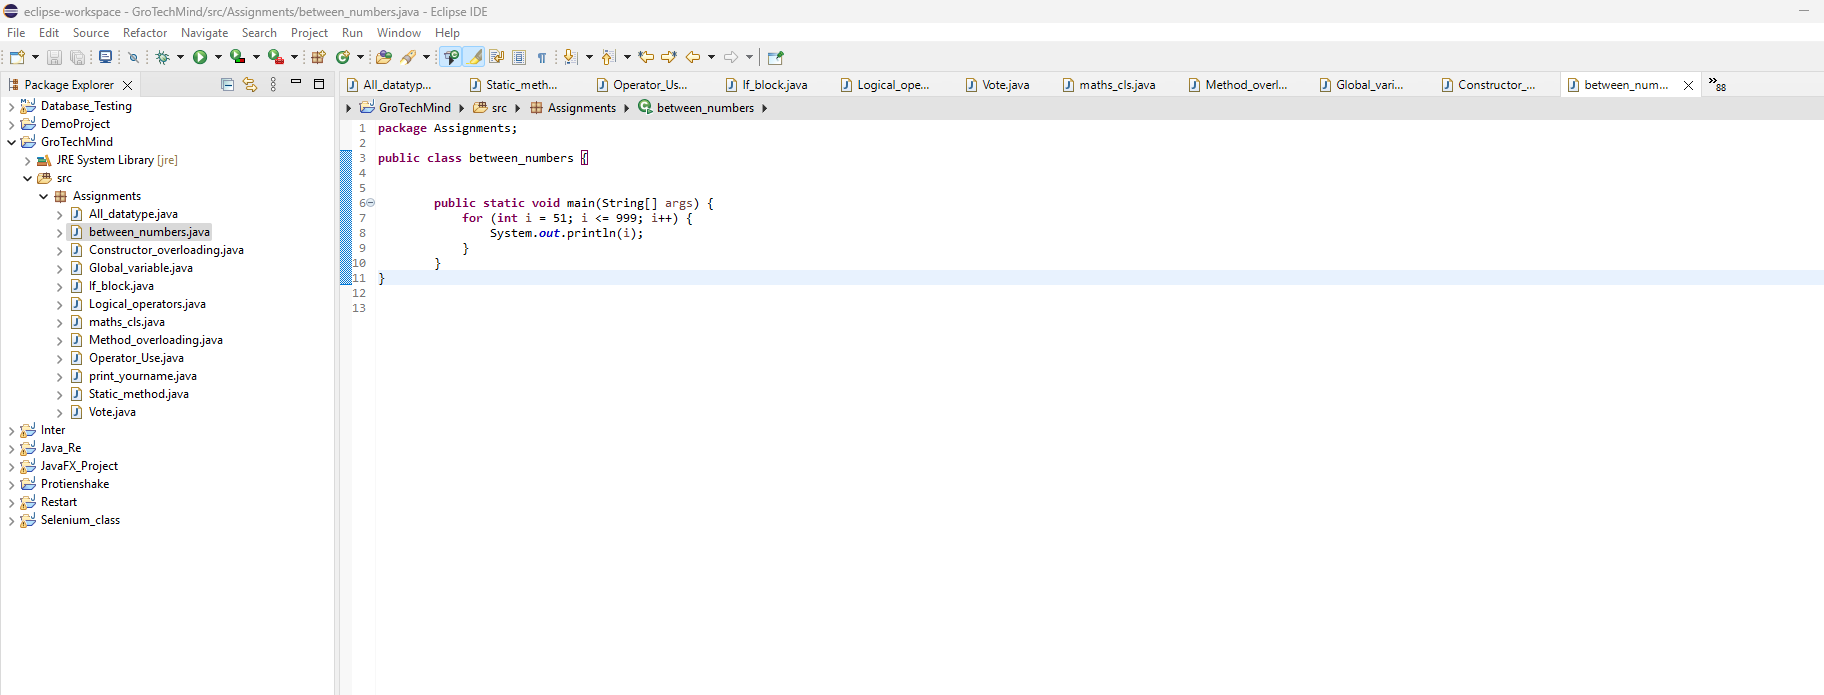 eclipse-workspace - GroTechMind/src/Assignments/between_numbers.java - Eclipse IDE
File Edit Source Refactor Navigate Search Project Run Window Help
Package Explorer
Database_Testing
DemoProject
GroTechMind
JRE System Library [jre]
src
Assignments
All_datatype.java
between_numbers.java
Constructor_overloading.java
Global_variable.java
If_block.java
Logical_operators.java
maths_cls.java
Method_overloading.java
Operator_Use.java
print_yourname.java
Static_method.java
Vote.java
Inter
Java_Re
JavaFX_Project
Protienshake
Restart
Selenium_class
All_datatyp... Static_meth... Operator_Us... If_block.java Logical_ope... Vote.java maths_cls.java Method_overl... Global_vari... Constructor_... between_num... »88
GroTechMind src Assignments between_numbers
1 package Assignments;
2
3 public class between_numbers {
4
5
6 public static void main(String[] args) {
7 for (int i = 51; i <= 999; i++) {
8 System.out.println(i);
9 }
10 }
11 }
12
13